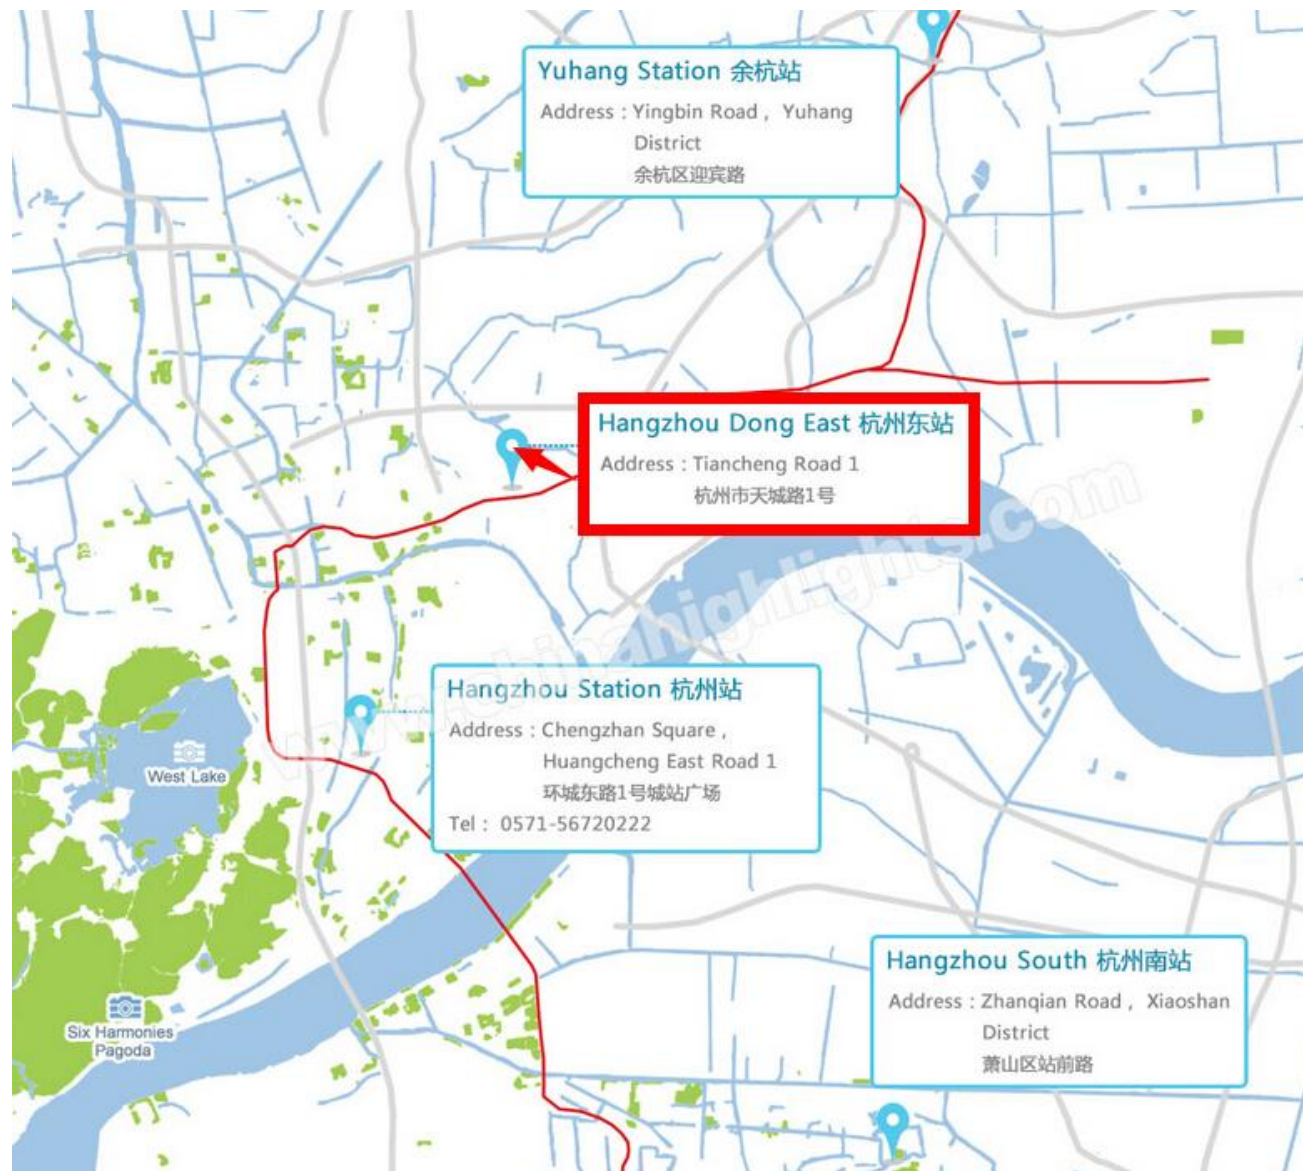 Yuhang Station 余杭站
Address : Yingbin Road , Yuhang
District
余杭区迎宾路
Hangzhou Dong East 杭州东站
Address : Tiancheng Road 1
杭州市天城路1号
www.chinahighlights.com
Hangzhou Station 杭州站
Address : Chengzhan Square ,
Huangcheng East Road 1
环城东路1号城站广场
Tel : 0571-56720222
West Lake
Hangzhou South 杭州南站
Address : Zhanqian Road , Xiaoshan
District
萧山区站前路
Six Harmonies
Pagoda